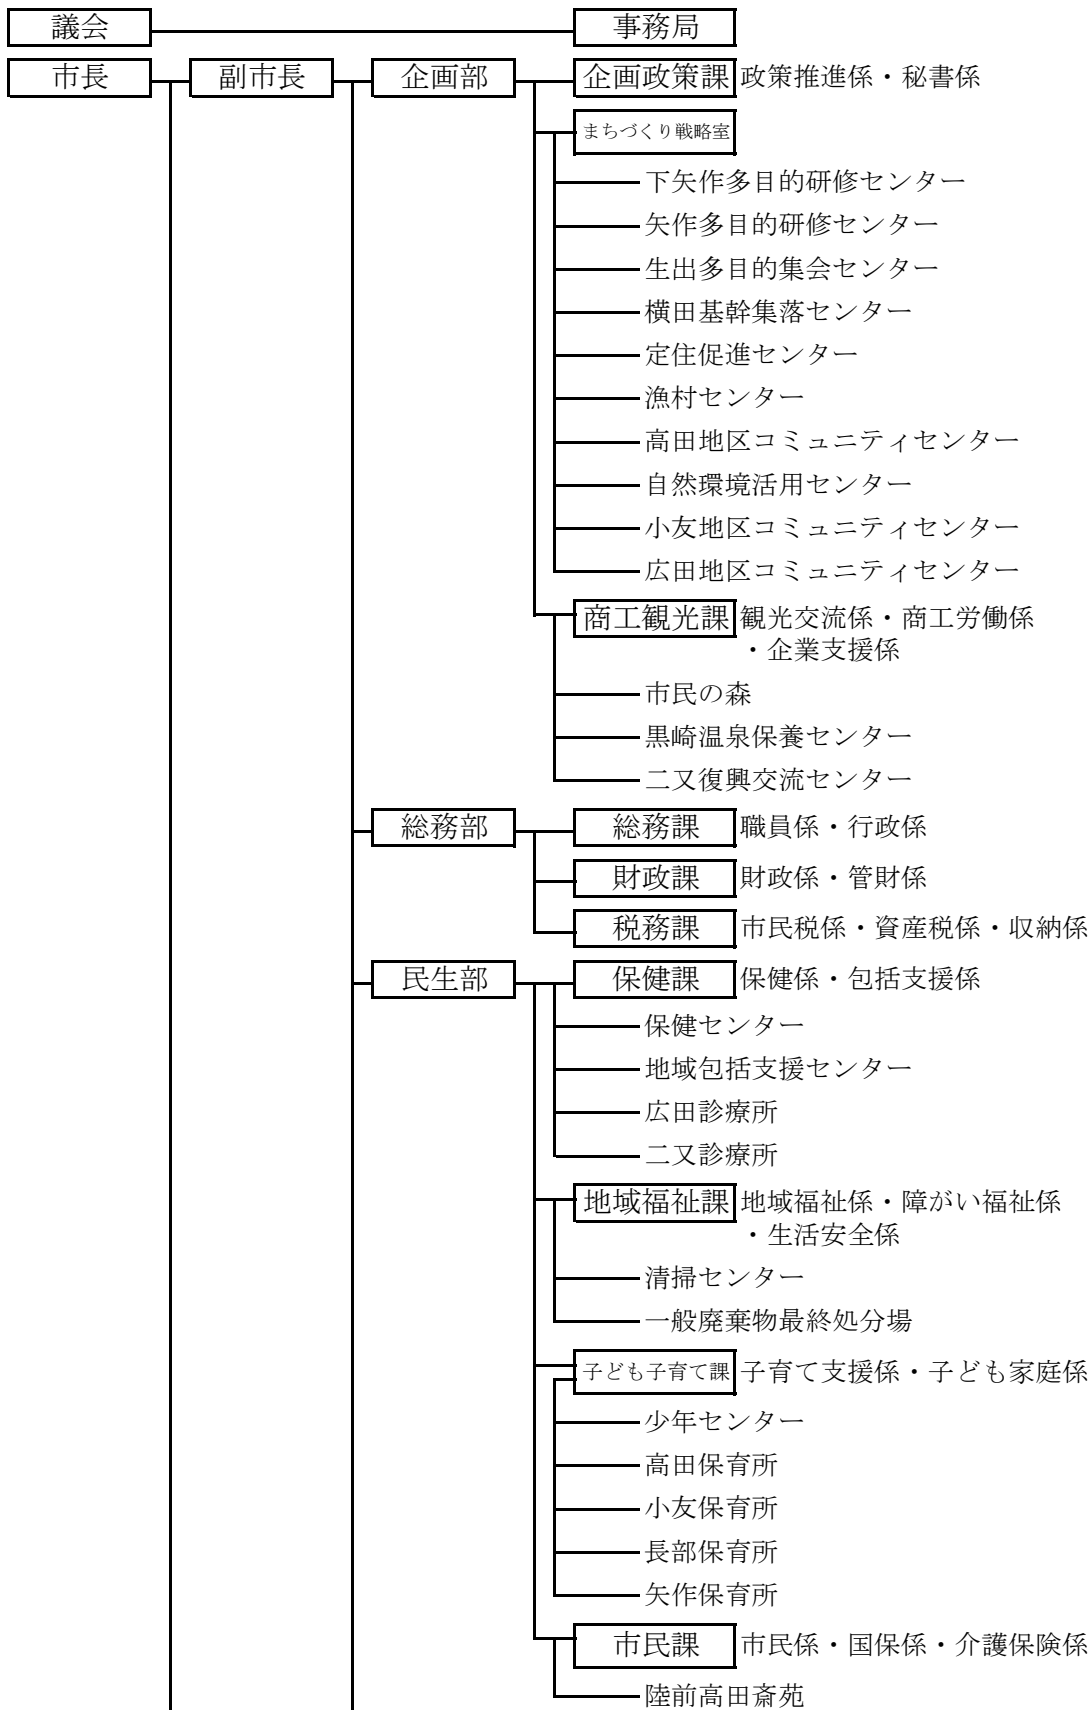 議会 事務局
市長 副市長 企画部 企画政策課 政策推進係・秘書係
まちづくり戦略室
下矢作多目的研修センター
矢作多目的研修センター
生出多目的集会センター
横田基幹集落センター
定住促進センター
漁村センター
高田地区コミュニティセンター
自然環境活用センター
小友地区コミュニティセンター
広田地区コミュニティセンター
商工観光課 観光交流係・商工労働係
・企業支援係
市民の森
黒崎温泉保養センター
二又復興交流センター
総務部 総務課 職員係・行政係
財政課 財政係・管財係
税務課 市民税係・資産税係・収納係
民生部 保健課 保健係・包括支援係
保健センター
地域包括支援センター
広田診療所
二又診療所
地域福祉課 地域福祉係・障がい福祉係
・生活安全係
清掃センター
一般廃棄物最終処分場
子ども子育て課 子育て支援係・子ども家庭係
少年センター
高田保育所
小友保育所
長部保育所
矢作保育所
市民課 市民係・国保係・介護保険係
陸前高田斎苑